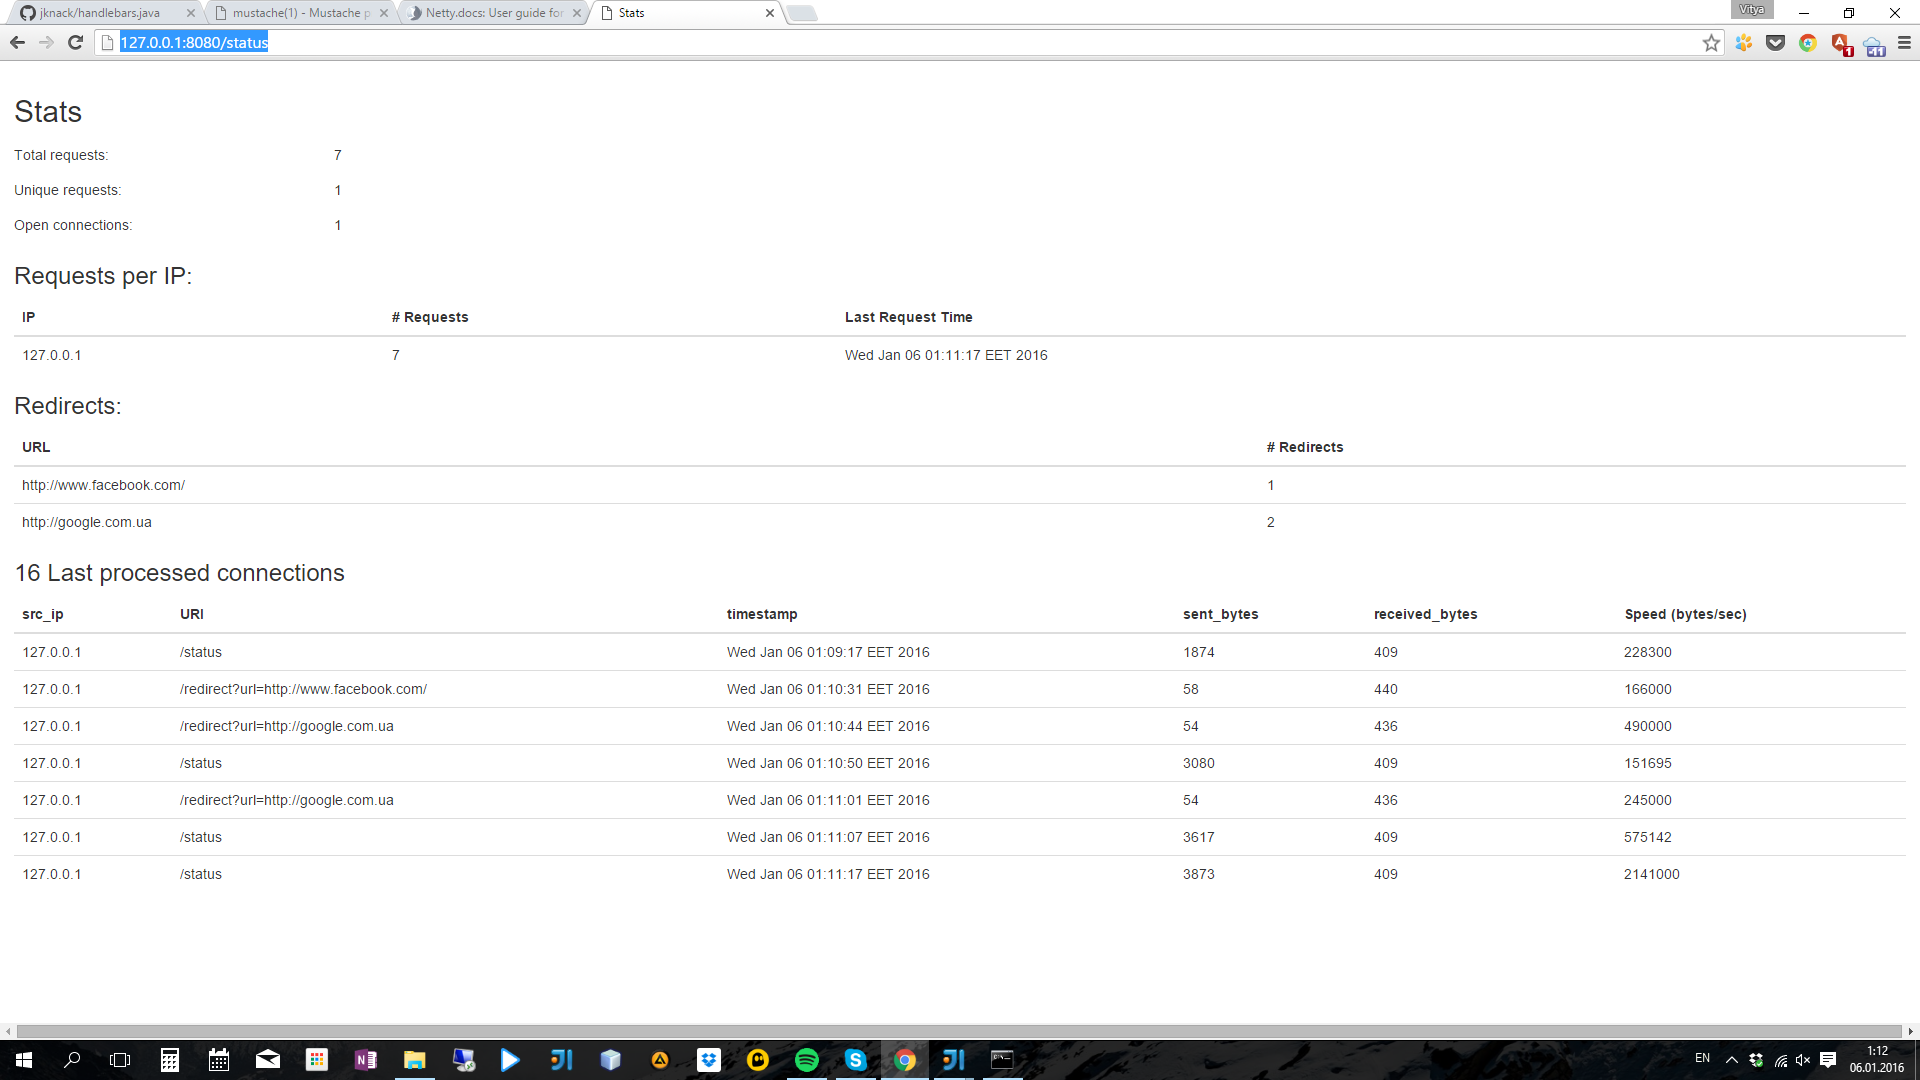 jknack/handlebars.java
mustache(1) - Mustache p
Netty.docs: User guide for
Stats
Vitya
127.0.0.1:8080/status
1
11
Stats
Total requests: 7
Unique requests: 1
Open connections: 1
Requests per IP:
IP # Requests Last Request Time
127.0.0.1 7 Wed Jan 06 01:11:17 EET 2016
Redirects:
URL # Redirects
http://www.facebook.com/ 1
http://google.com.ua 2
16 Last processed connections
src_ip URI timestamp sent_bytes received_bytes Speed (bytes/sec)
127.0.0.1 /status Wed Jan 06 01:09:17 EET 2016 1874 409 228300
127.0.0.1 /redirect?url=http://www.facebook.com/ Wed Jan 06 01:10:31 EET 2016 58 440 166000
127.0.0.1 /redirect?url=http://google.com.ua Wed Jan 06 01:10:44 EET 2016 54 436 490000
127.0.0.1 /status Wed Jan 06 01:10:50 EET 2016 3080 409 151695
127.0.0.1 /redirect?url=http://google.com.ua Wed Jan 06 01:11:01 EET 2016 54 436 245000
127.0.0.1 /status Wed Jan 06 01:11:07 EET 2016 3617 409 575142
127.0.0.1 /status Wed Jan 06 01:11:17 EET 2016 3873 409 2141000
EN
1:12
06.01.2016